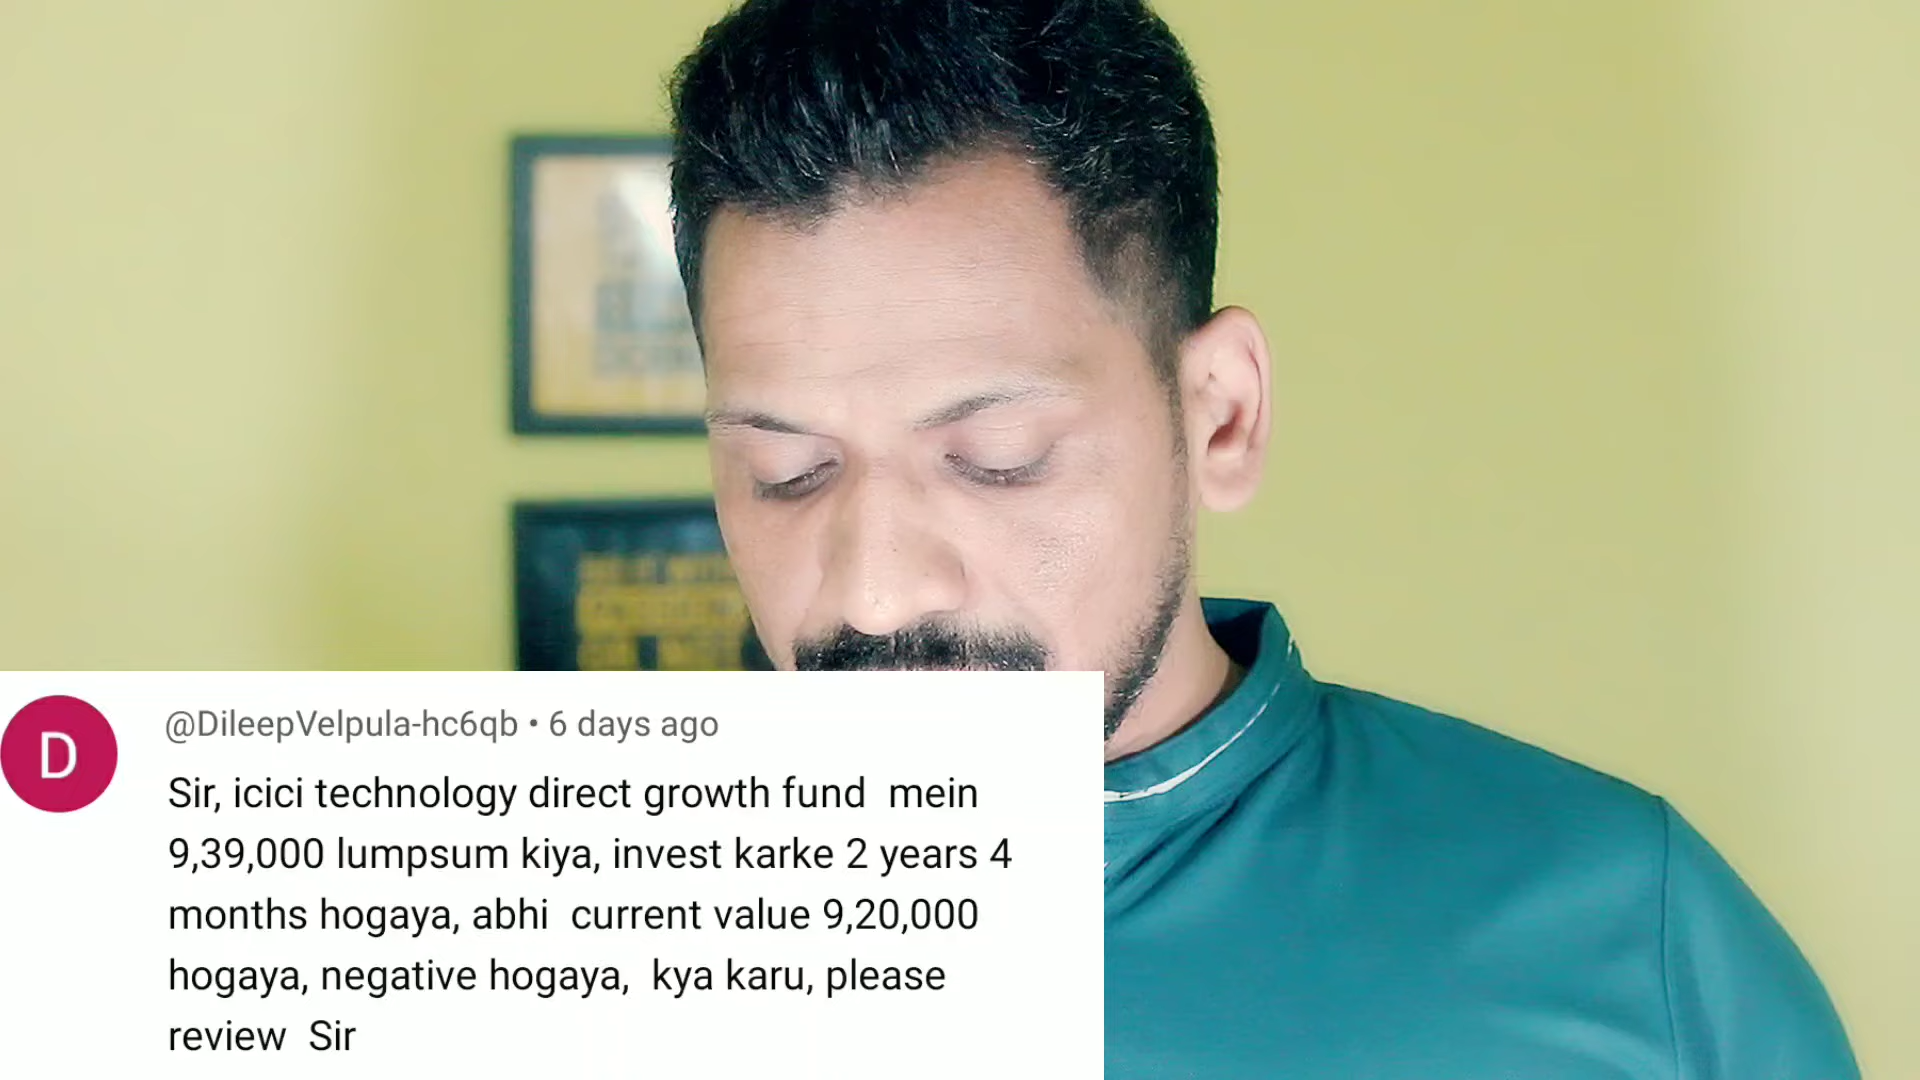 @DileepVelpula-hc6qb • 6 days ago
D
Sir, icici technology direct growth fund mein
9,39,000 lumpsum kiya, invest karke 2 years 4
months hogaya, abhi current value 9,20,000
hogaya, negative hogaya, kya karu, please
review Sir